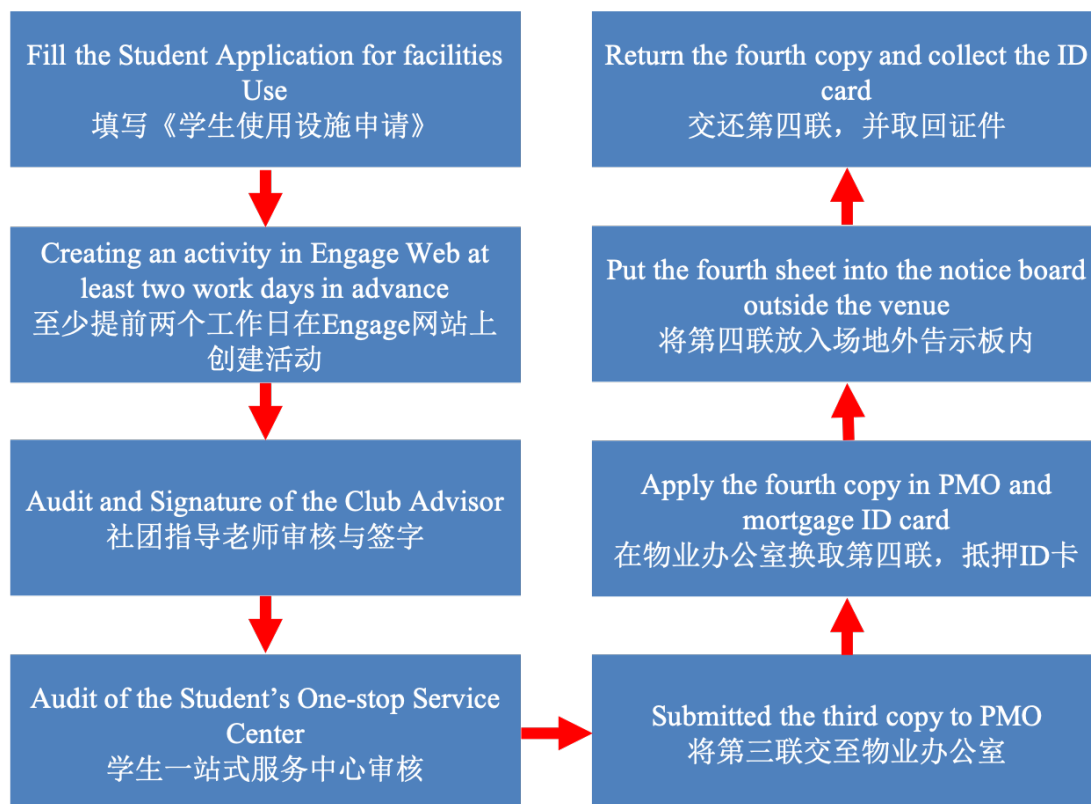 Fill the Student Application for facilities
Use
填写《学生使用设施申请》
Creating an activity in Engage Web at
least two work days in advance
至少提前两个工作日在Engage网站上
创建活动
Audit and Signature of the Club Advisor
社团指导老师审核与签字
Audit of the Student’s One-stop Service
Center
学生一站式服务中心审核
Submitted the third copy to PMO
将第三联交至物业办公室
Apply the fourth copy in PMO and
mortgage ID card
在物业办公室换取第四联，抵押ID卡
Put the fourth sheet into the notice board
outside the venue
将第四联放入场地外告示板内
Return the fourth copy and collect the ID
card
交还第四联，并取回证件